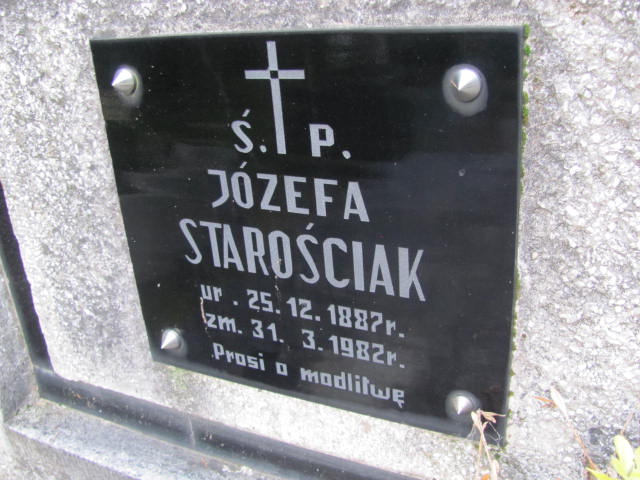 Ś. P.
JÓZEFA
STAROŚCIAK
ur. 25. 12. 1887r.
zm. 31. 3. 1982r.
Prosi o modlitwę